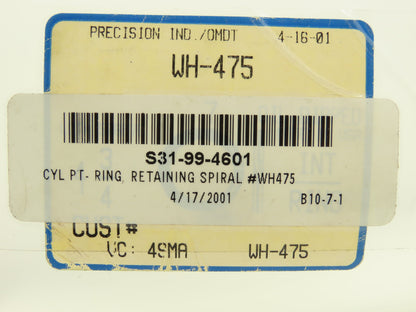 PRECISION IND./OMDT 4-16-01
WH-475
S31-99-4601
CYL PT- RING, RETAINING SPIRAL #WH475
4/17/2001 B10-7-1
CUST#
VC: 4SMA WH-475